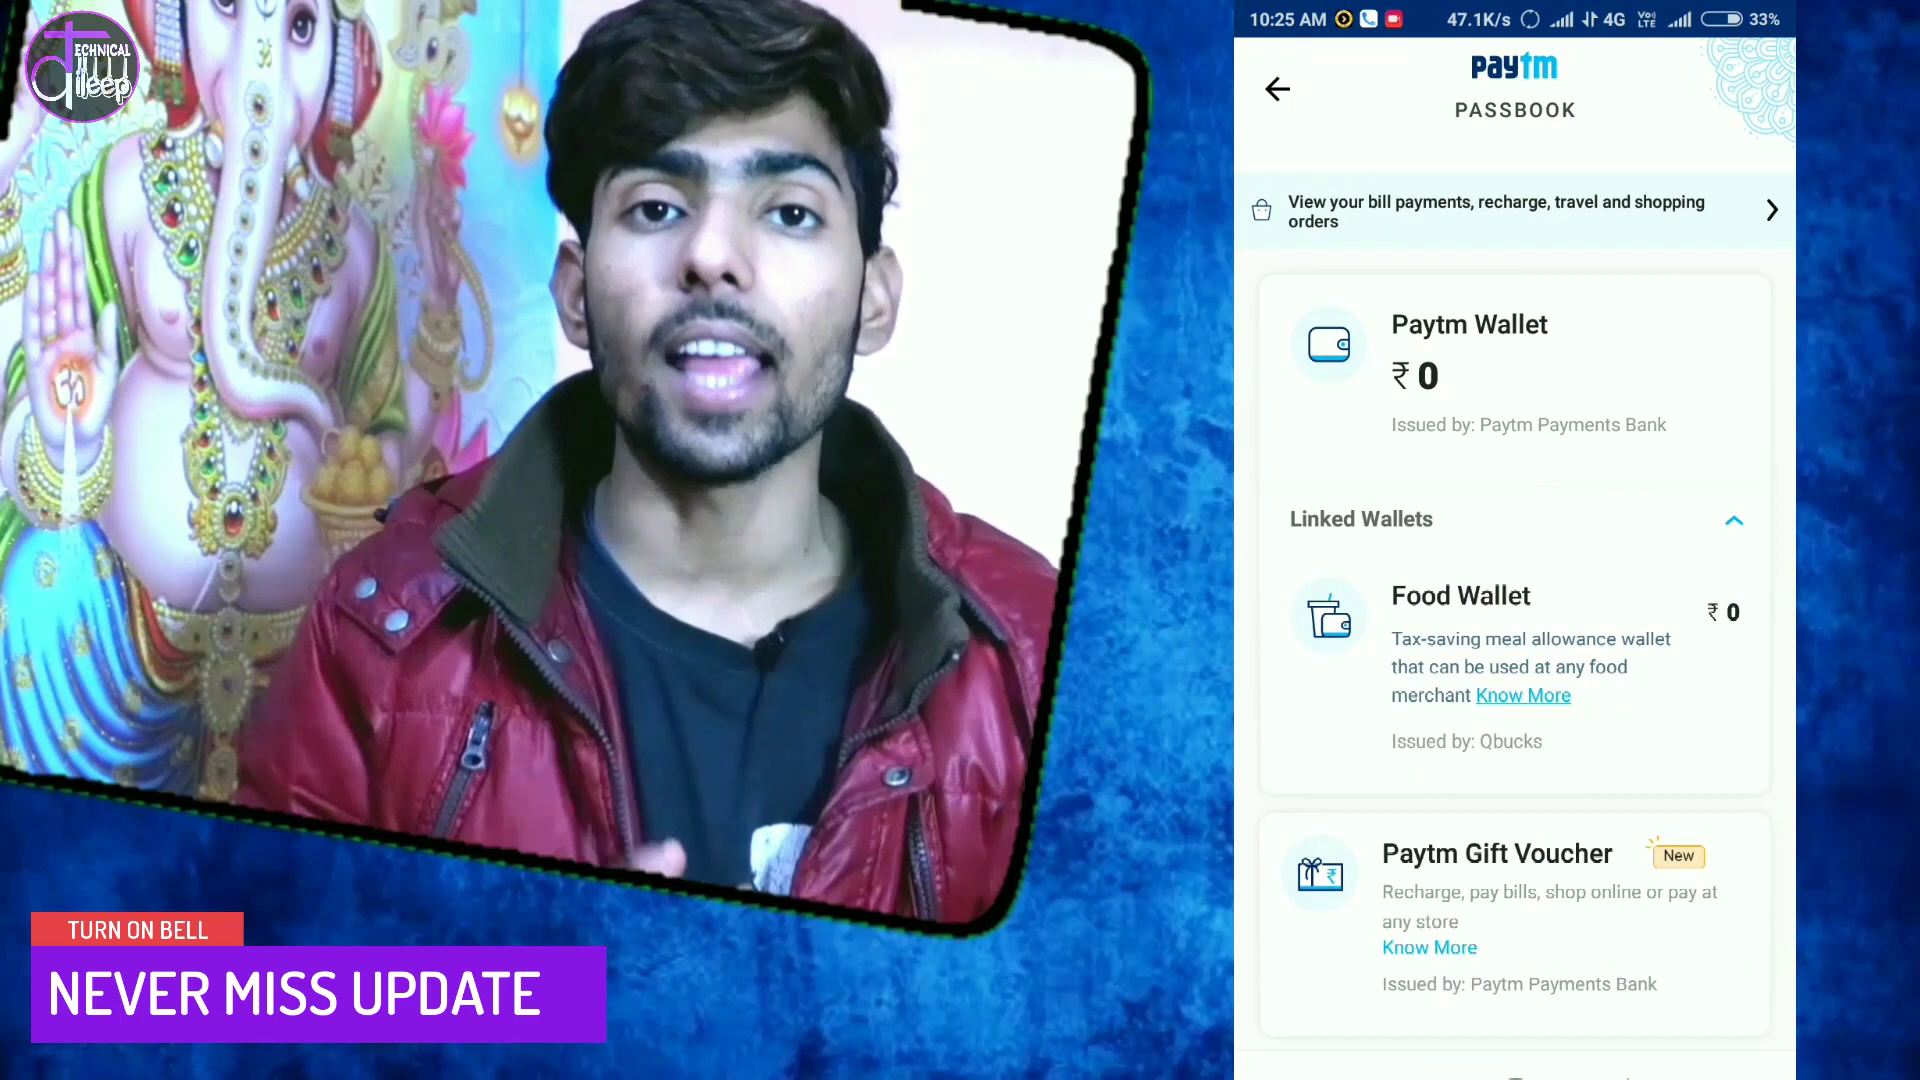 TECHNICAL
dileep
TURN ON BELL
NEVER MISS UPDATE
10:25 AM
47.1K/s
4G
Vo))
LTE
33%
paytm
PASSBOOK
View your bill payments, recharge, travel and shopping
orders
Paytm Wallet
₹ 0
Issued by: Paytm Payments Bank
Linked Wallets
Food Wallet
₹ 0
Tax-saving meal allowance wallet
that can be used at any food
merchant Know More
Issued by: Qbucks
Paytm Gift Voucher
New
Recharge, pay bills, shop online or pay at
any store
Know More
Issued by: Paytm Payments Bank
ॐ
ॐ